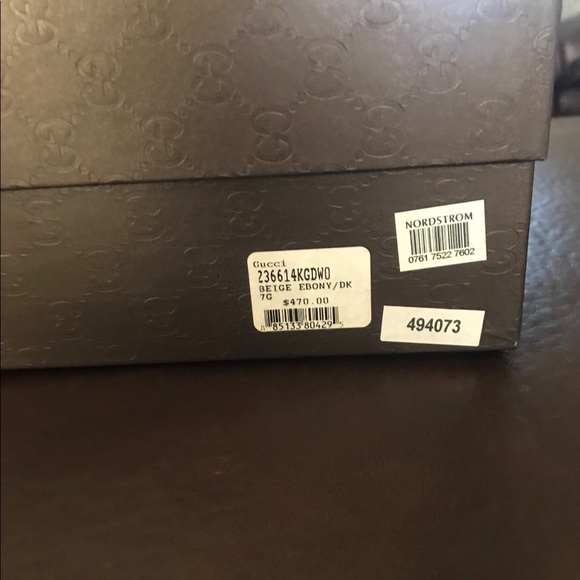 NORDSTROM
0761 7522 7602
Gucci
236614KGDW0
BEIGE EBONY/DK
7G
$470.00
8 85133 80429 5
494073